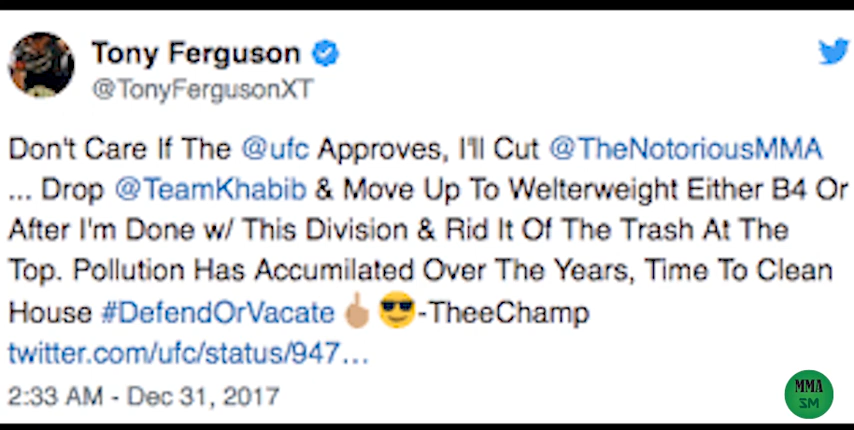 Tony Ferguson
@TonyFergusonXT
Don't Care If The @ufc Approves, I'll Cut @TheNotoriousMMA
... Drop @TeamKhabib & Move Up To Welterweight Either B4 Or
After I'm Done w/ This Division & Rid It Of The Trash At The
Top. Pollution Has Accumilated Over The Years, Time To Clean
House #DefendOrVacate🖕🏼😎-TheeChamp
twitter.com/ufc/status/947...
2:33 AM - Dec 31, 2017
MMA
SM